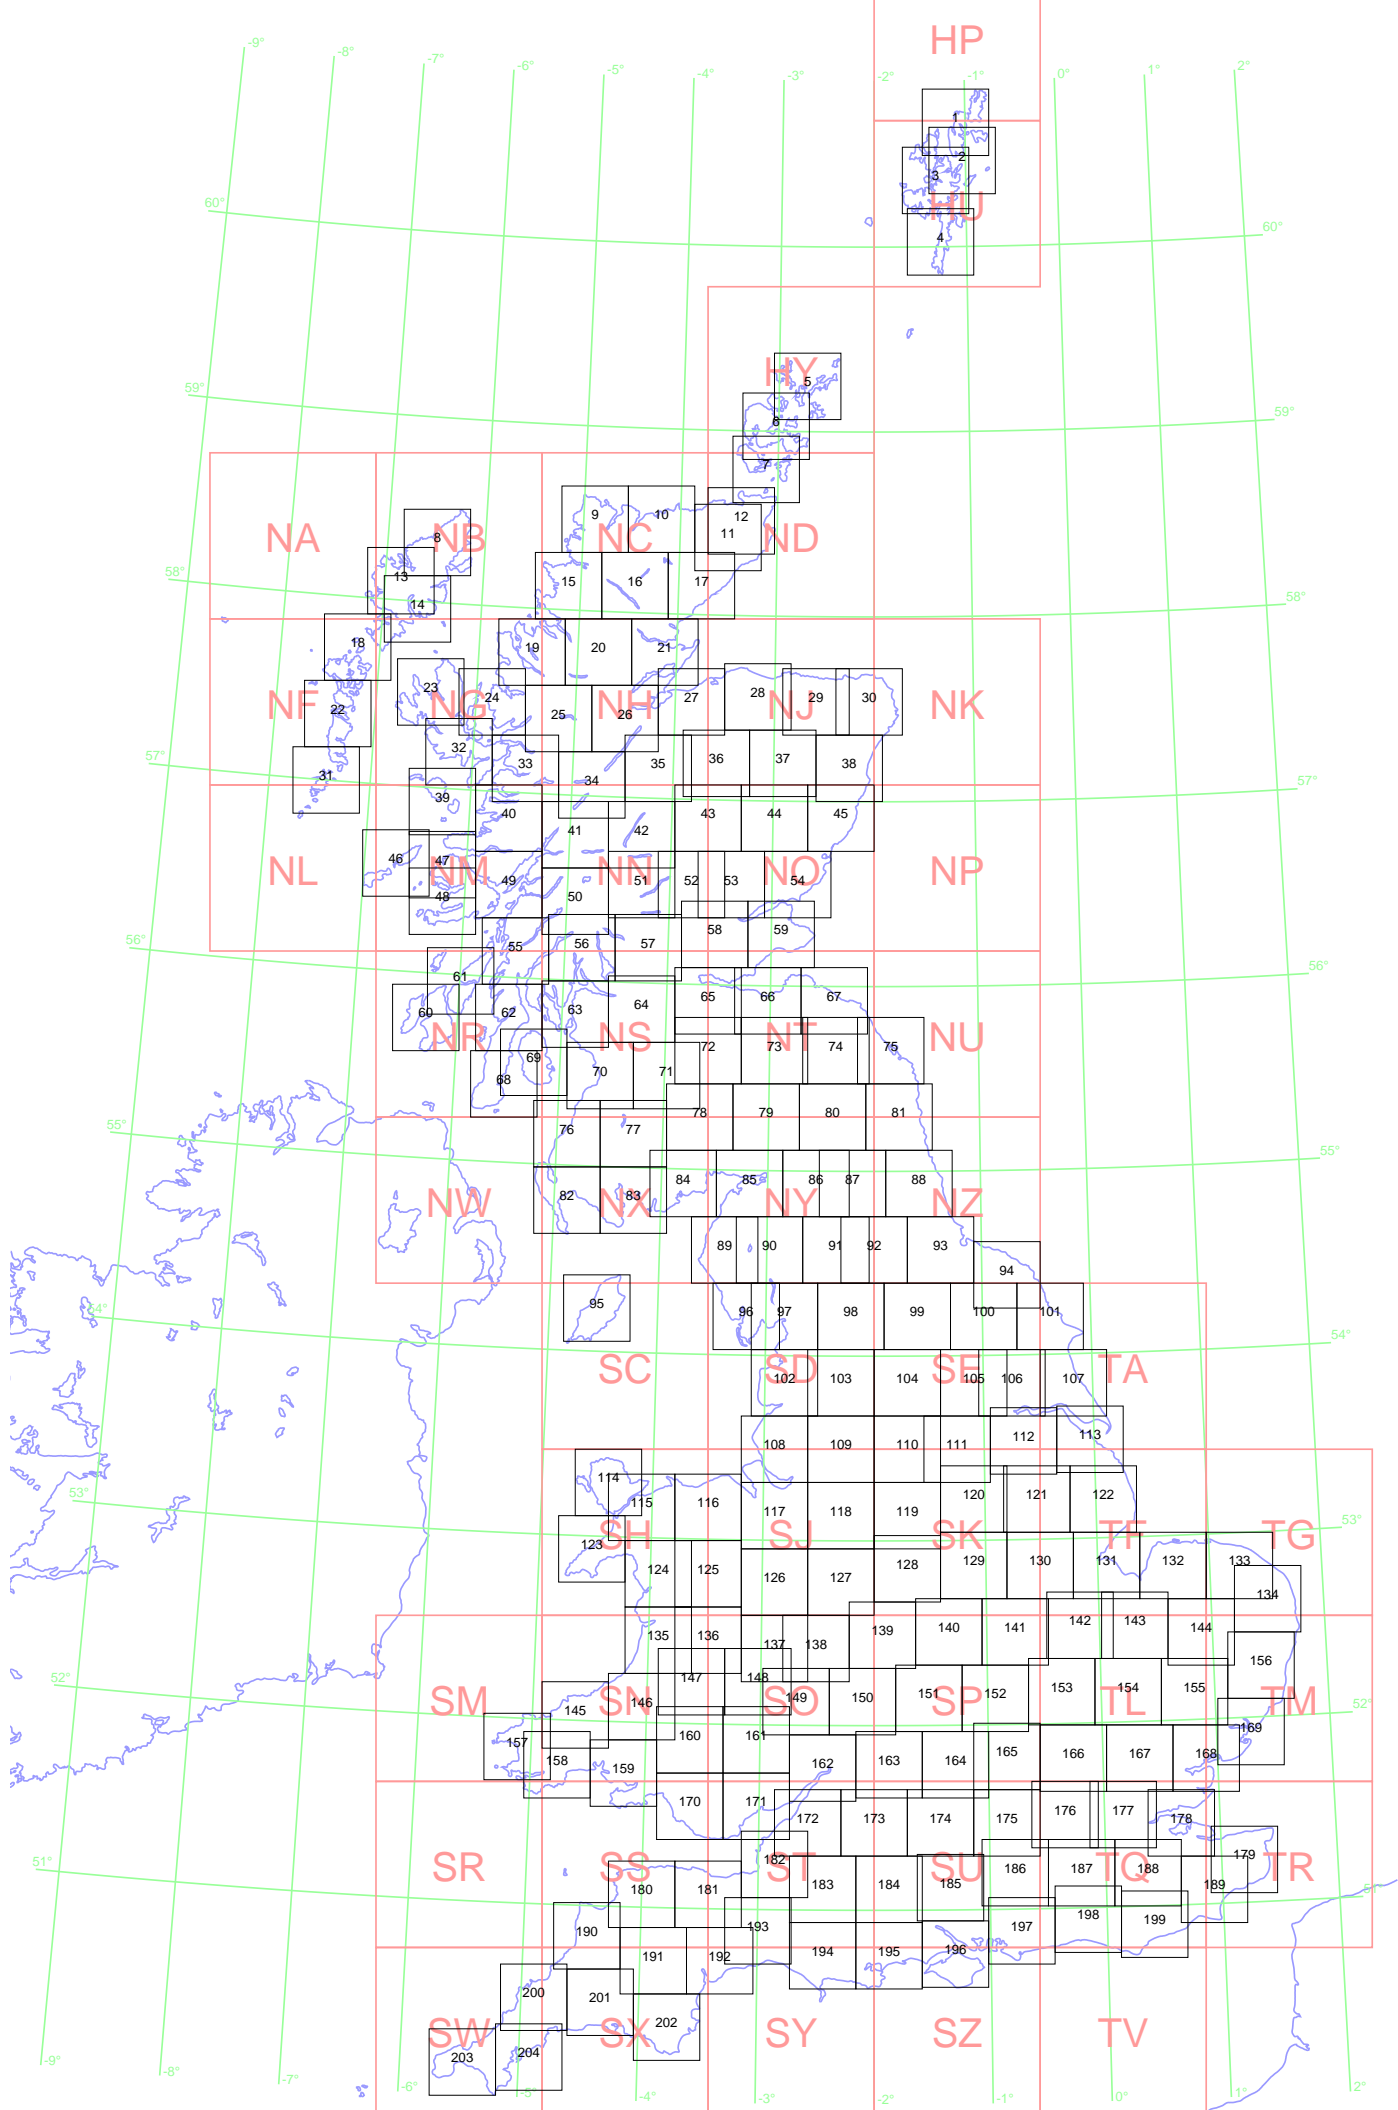 HP
-9° -8° -7° -6° -5° -4° -3° -2° -1° 0° 1° 2°
1
2
3
HU
60°
4 60°
HY 5
59° 59°
6
7
NA NB 8 9 NC 10 12 11 ND
58° 13 15 16 17
14 58°
18 19 20 21
NF 22 23 NG 24 25 NH 26 27 28 NJ 29 30 NK
57° 31 32 33 34 35 36 37 38
57°
39 40 41 42 43 44 45
NL 46 47 NM 48 49 50 NN 51 52 53 NO 54 NP
56° 55 56 57 58 59
61 56°
60 NR 62 63 64 65 66 67
68 69 NS 70 71 72 73 NT 74 75 NU
55° 76 77 78 79 80 81
55°
NW 82 NX 83 84 85 NY 86 87 88 NZ
89 90 91 92 93
94
54° 95 96 97 98 99 100 101
54°
SC SD 102 103 104 SE 105 106 107 TA
108 109 110 111 112 113
53° 114 115 116 117 118 119 120 121 122
53°
123 SH SJ SK TF TG
124 125 126 127 128 129 130 131 132 133
134
135 136 137 138 139 140 141 142 143 144
52° 147 148 156
SM 145 SN 146 SO 149 150 151 SP 152 153 TL 154 155 TM
52°
157 158 159 160 161 162 163 164 165 166 167 168 169
170 171 172 173 174 175 176 177 178
51° SR SS ST 182 SU TQ 179 TR
180 181 183 184 185 186 187 188 189
51°
190 191 192 193 194 195 196 197 198 199
200 201 202
SW SX SY SZ TV
203 204
-9° -8° -7° -6° -5° -4° -3° -2° -1° 0° 1° 2°